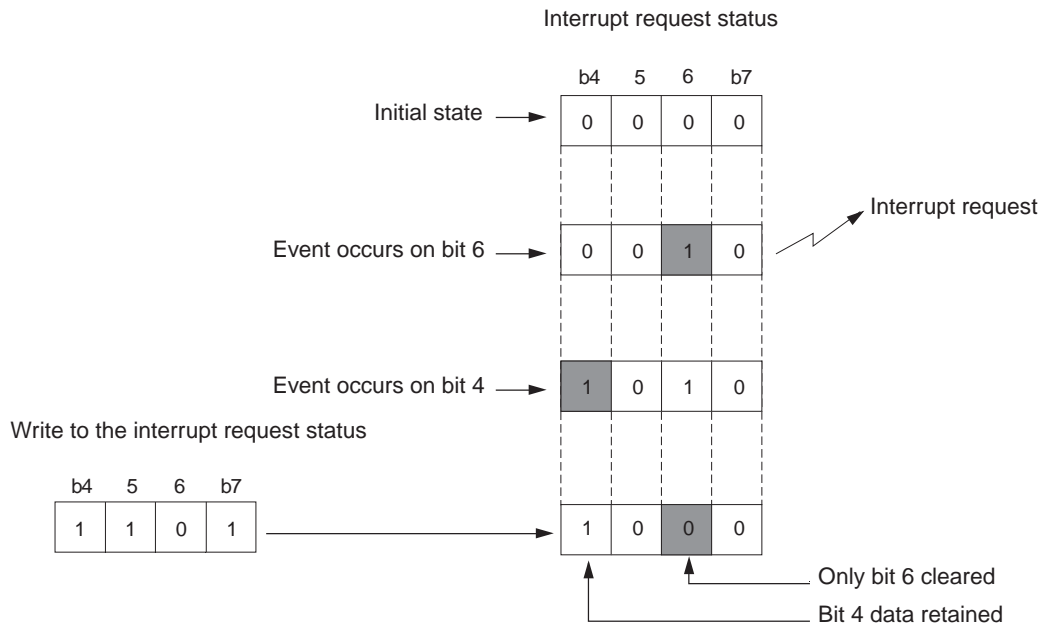 Interrupt request status
b4 5 6 b7
Initial state 0 0 0 0
Interrupt request
Event occurs on bit 6 0 0 1 0
Event occurs on bit 4 1 0 1 0
Write to the interrupt request status
b4 5 6 b7
1 1 0 1 1 0 0 0
Only bit 6 cleared
Bit 4 data retained